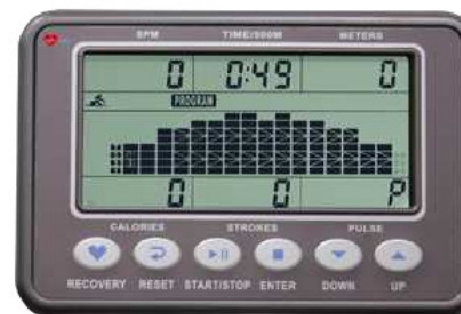 BPM TIME/500M METERS
0 0:49 0
PROGRAM
0 0 P
CALORIES STROKES PULSE
RECOVERY RESET START/STOP ENTER DOWN UP